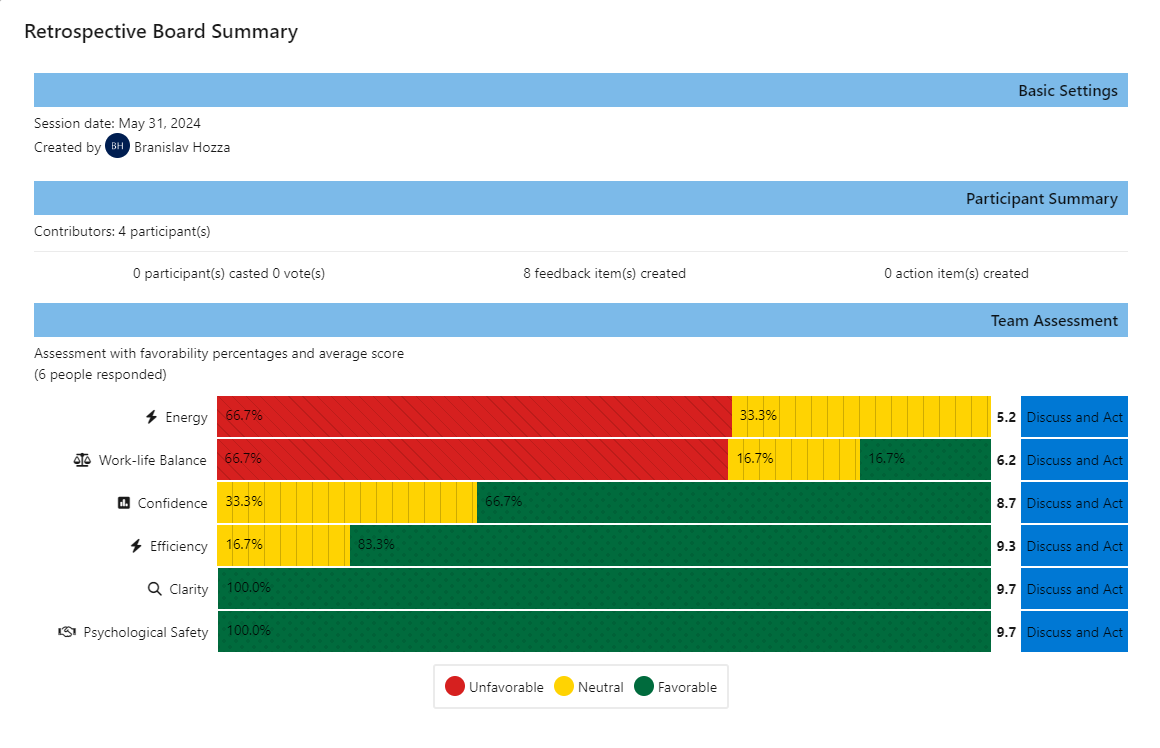 Retrospective Board Summary
Basic Settings
Session date: May 31, 2024
Created by BH Branislav Hozza
Participant Summary
Contributors: 4 participant(s)
0 participant(s) casted 0 vote(s) 8 feedback item(s) created 0 action item(s) created
Team Assessment
Assessment with favorability percentages and average score
(6 people responded)
Energy 66.7% 33.3% 5.2 Discuss and Act
Work-life Balance 66.7% 16.7% 16.7% 6.2 Discuss and Act
Confidence 33.3% 66.7% 8.7 Discuss and Act
Efficiency 16.7% 83.3% 9.3 Discuss and Act
Clarity 100.0% 9.7 Discuss and Act
Psychological Safety 100.0% 9.7 Discuss and Act
Unfavorable Neutral Favorable